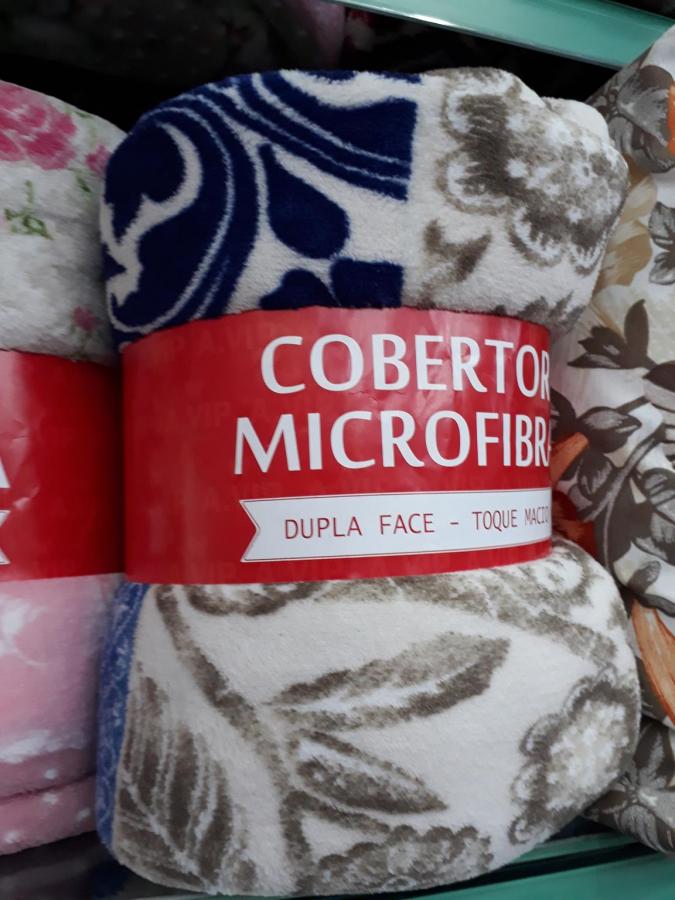 COBERTOR
MICROFIBRA
DUPLA FACE - TOQUE MACIO
A